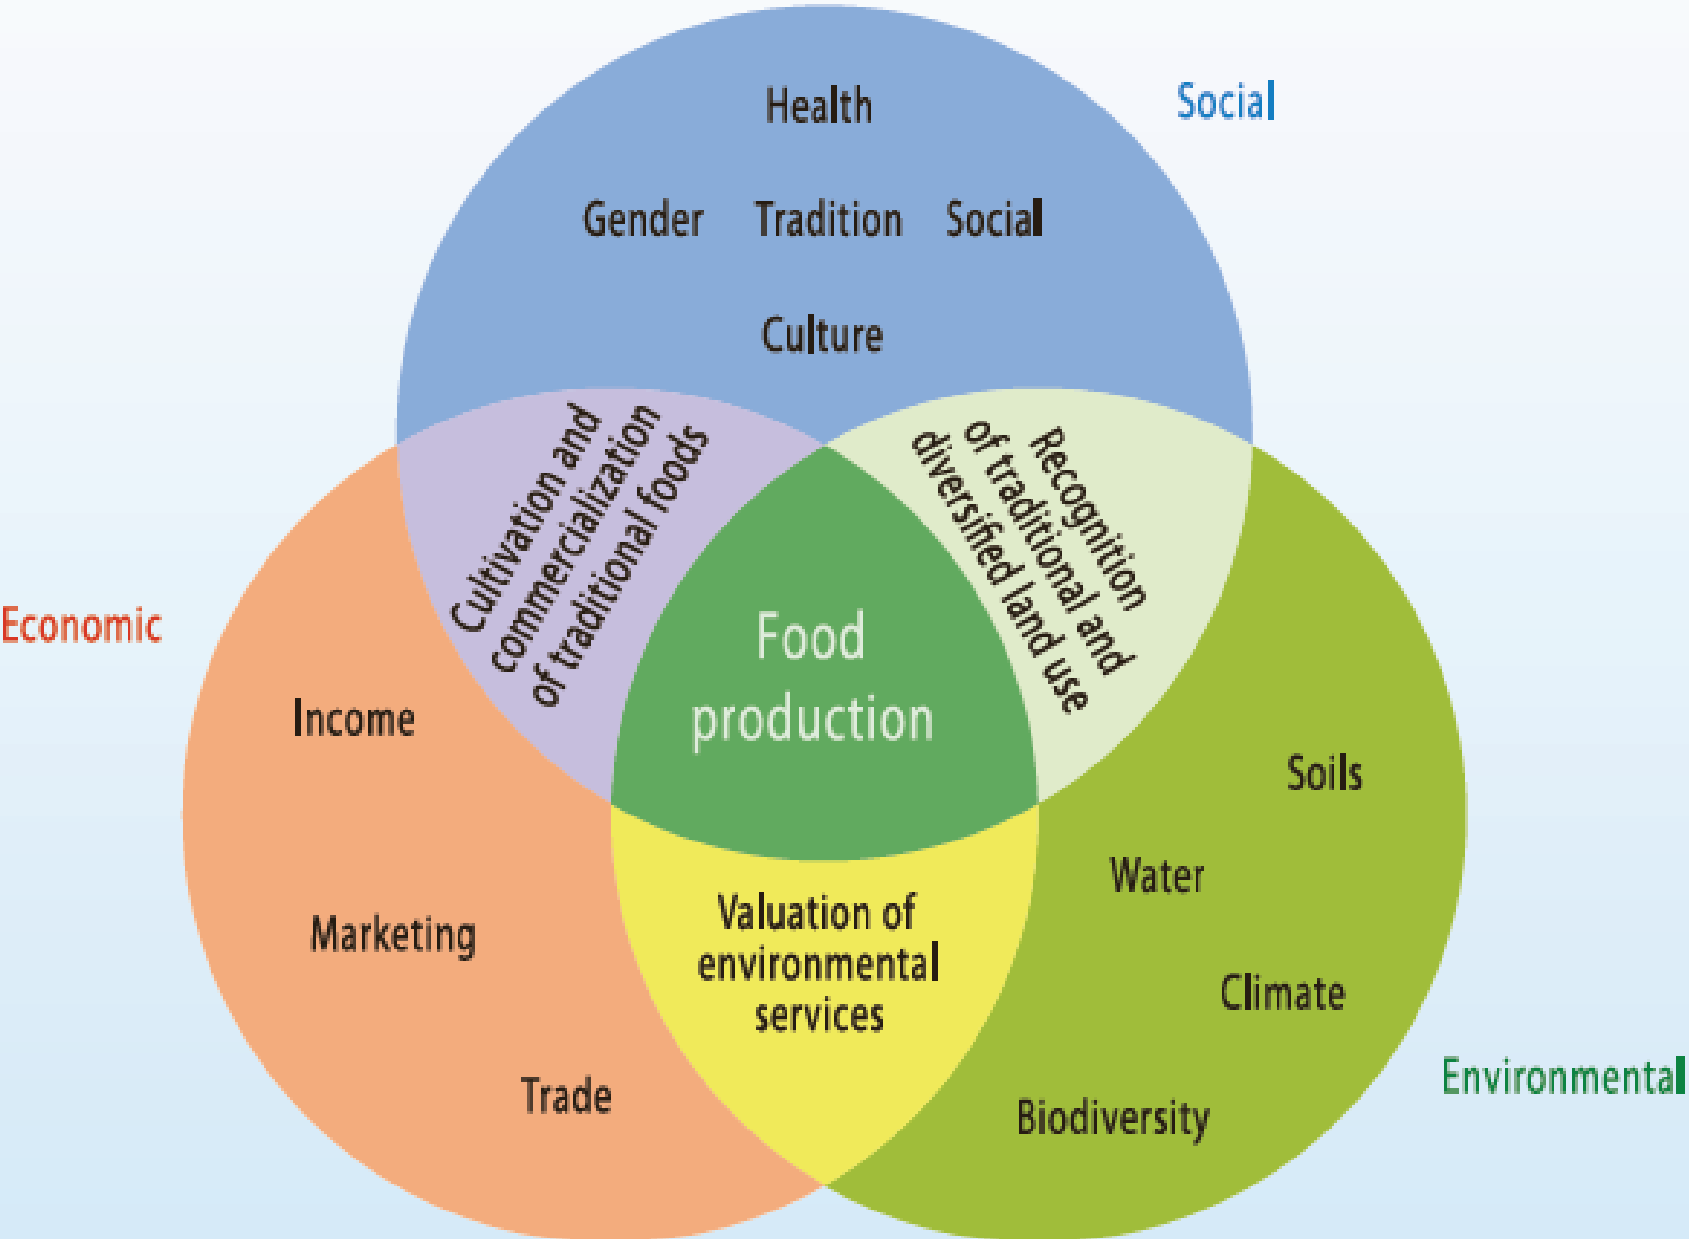 Health
Social
Gender Tradition Social
Culture
Cultivation and
commercialization
of traditional foods
Recognition
of traditional and
diversified land use
Economic
Food
production
Income
Soils
Water
Marketing
Valuation of
environmental
services
Climate
Environmental
Trade
Biodiversity